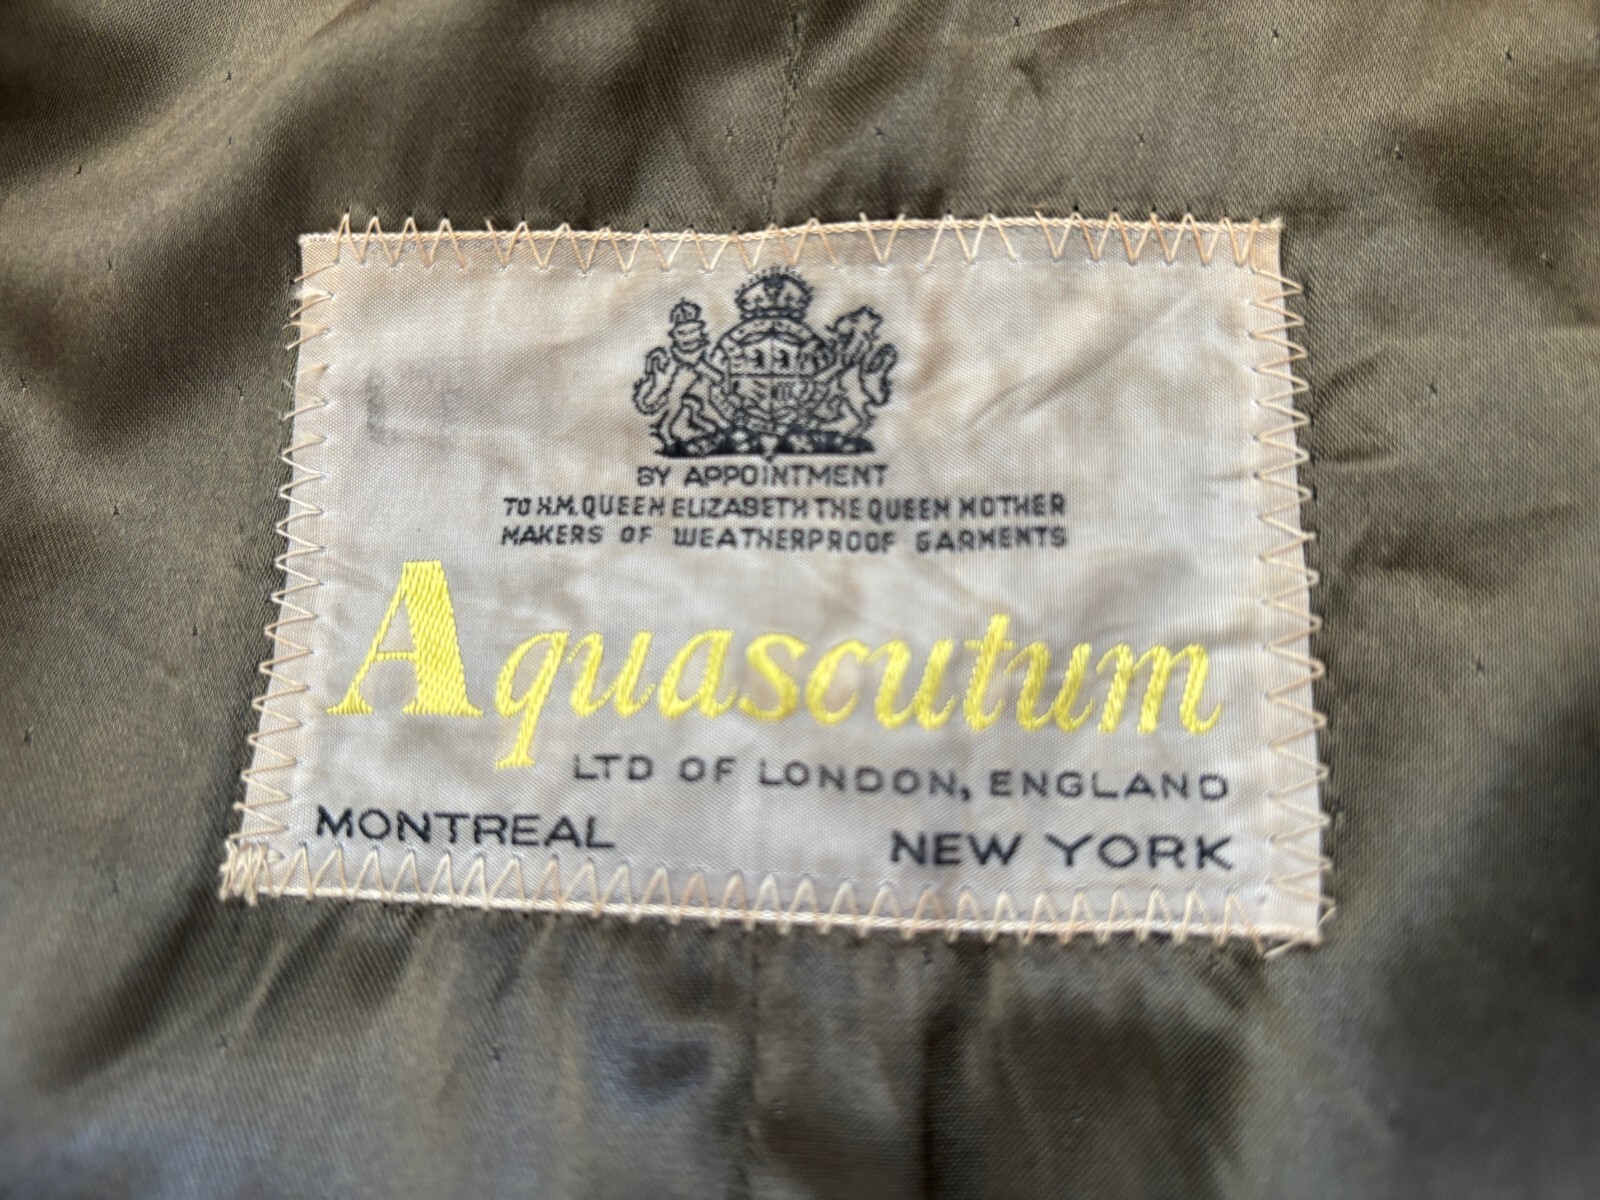 BY APPOINTMENT
TO H.M. QUEEN ELIZABETH THE QUEEN MOTHER
MAKERS OF WEATHERPROOF GARMENTS
Aquascutum
LTD OF LONDON, ENGLAND
MONTREAL NEW YORK